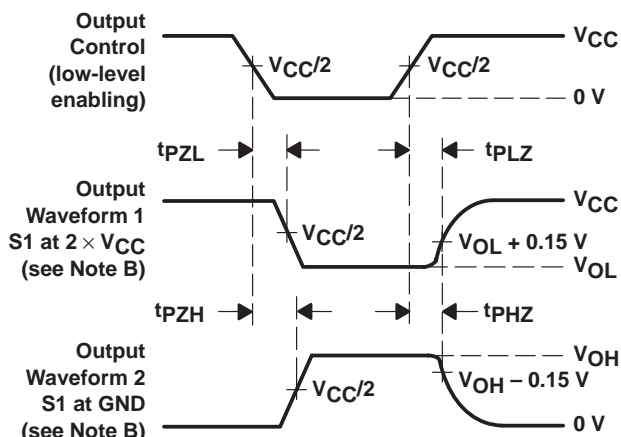 Output
Control
(low-level
enabling)
VCC
VCC/2
VCC/2
0 V
tPZL
tPLZ
Output
Waveform 1
S1 at 2 × VCC
(see Note B)
VCC
VCC/2
VOL + 0.15 V
VOL
tPZH
tPHZ
Output
Waveform 2
S1 at GND
(see Note B)
VOH
VCC/2
VOH – 0.15 V
0 V